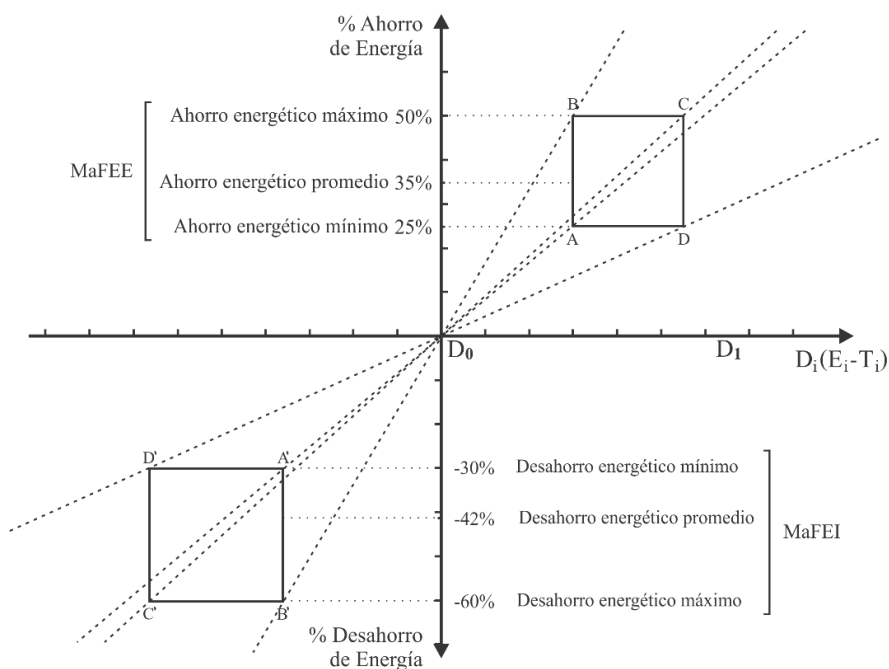 % Ahorro
de Energía
B
C
Ahorro energético máximo 50%
MaFEE
Ahorro energético promedio 35%
Ahorro energético mínimo 25%
A
D
D0
D1
Di(Ei-Ti)
D'
A'
-30% Desahorro energético mínimo
-42% Desahorro energético promedio
MaFEI
-60% Desahorro energético máximo
C'
B'
% Desahorro
de Energía